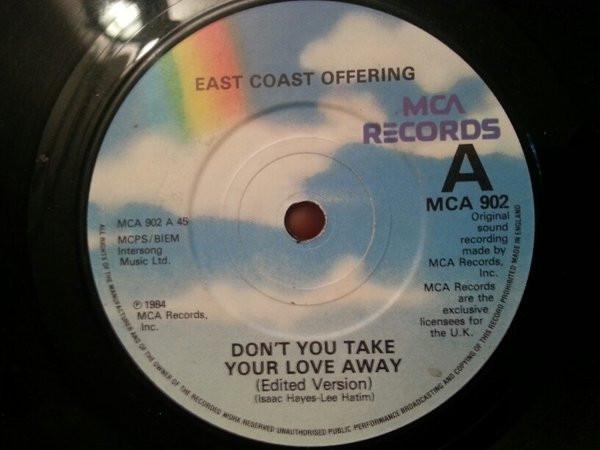 EAST COAST OFFERING
MCA
RECORDS
A
MCA 902
MCA 902 A 45
MCPS/BIEM
Intersong
Music Ltd.
℗ 1984
MCA Records,
Inc.
Original
sound
recording
made by
MCA Records,
Inc.
MCA Records
are the
exclusive
licensees for
the U.K.
DON'T YOU TAKE
YOUR LOVE AWAY
(Edited Version)
(Isaac Hayes-Lee Hatim)
ALL RIGHTS OF THE MANUFACTURER AND OF THE OWNER OF THE RECORDED WORK RESERVED UNAUTHORISED PUBLIC PERFORMANCE BROADCASTING AND COPYING OF THIS RECORD PROHIBITED MADE IN ENGLAND